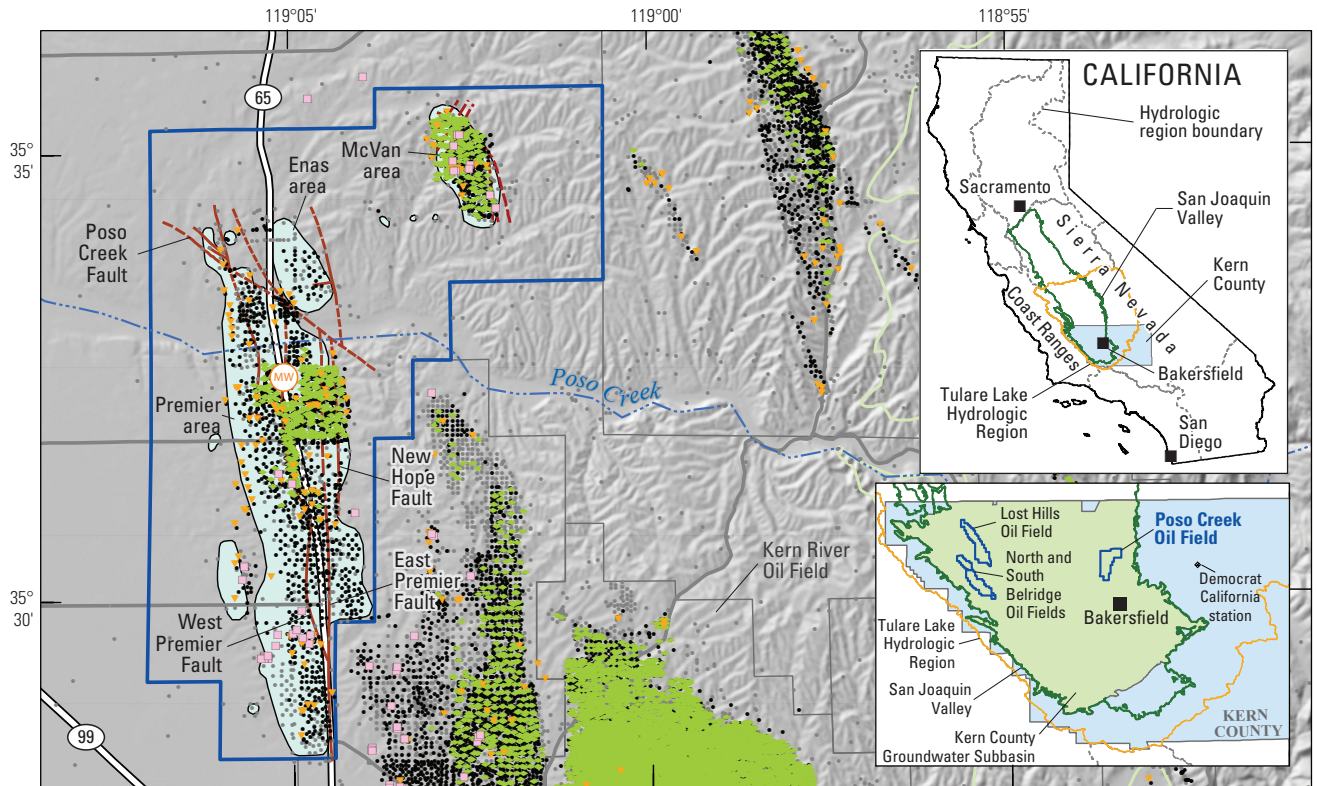 119°05'
119°00'
118°55'
35°
35'
35°
30'
65
99
Enas
area
McVan
area
Poso
Creek
Fault
MW
Premier
area
New
Hope
Fault
East
Premier
Fault
West
Premier
Fault
Poso Creek
Kern River
Oil Field
CALIFORNIA
Hydrologic
region boundary
Sacramento
San Joaquin
Valley
Sierra Nevada
Kern
County
Coast Ranges
Bakersfield
Tulare Lake
Hydrologic
Region
San
Diego
Lost Hills
Oil Field
Poso Creek
Oil Field
North and
South
Belridge
Oil Fields
Democrat
California
station
Bakersfield
Tulare Lake
Hydrologic
Region
San Joaquin
Valley
Kern County
Groundwater Subbasin
KERN
COUNTY